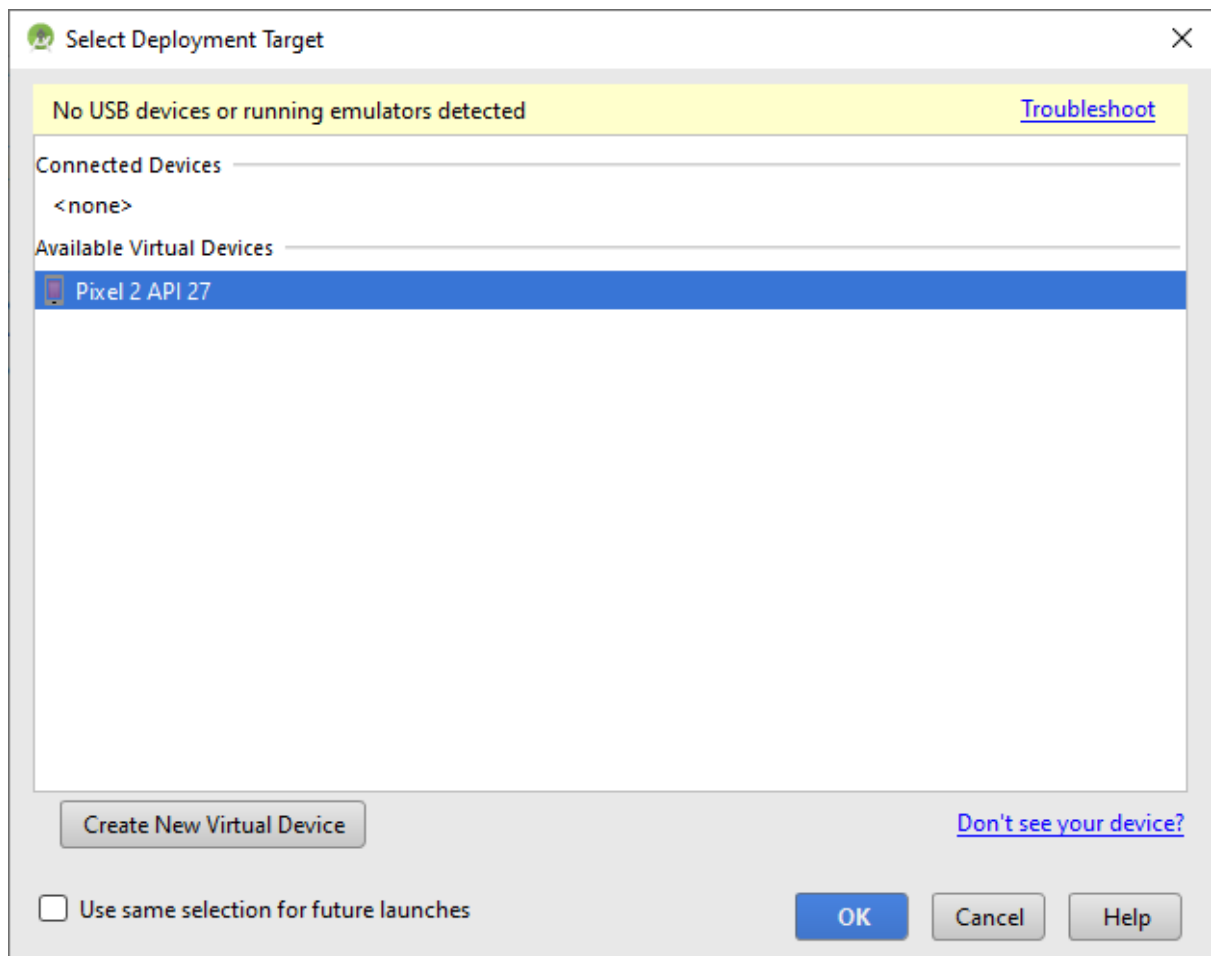 Select Deployment Target
No USB devices or running emulators detected Troubleshoot
Connected Devices
<none>
Available Virtual Devices
Pixel 2 API 27
Create New Virtual Device Don't see your device?
Use same selection for future launches OK Cancel Help